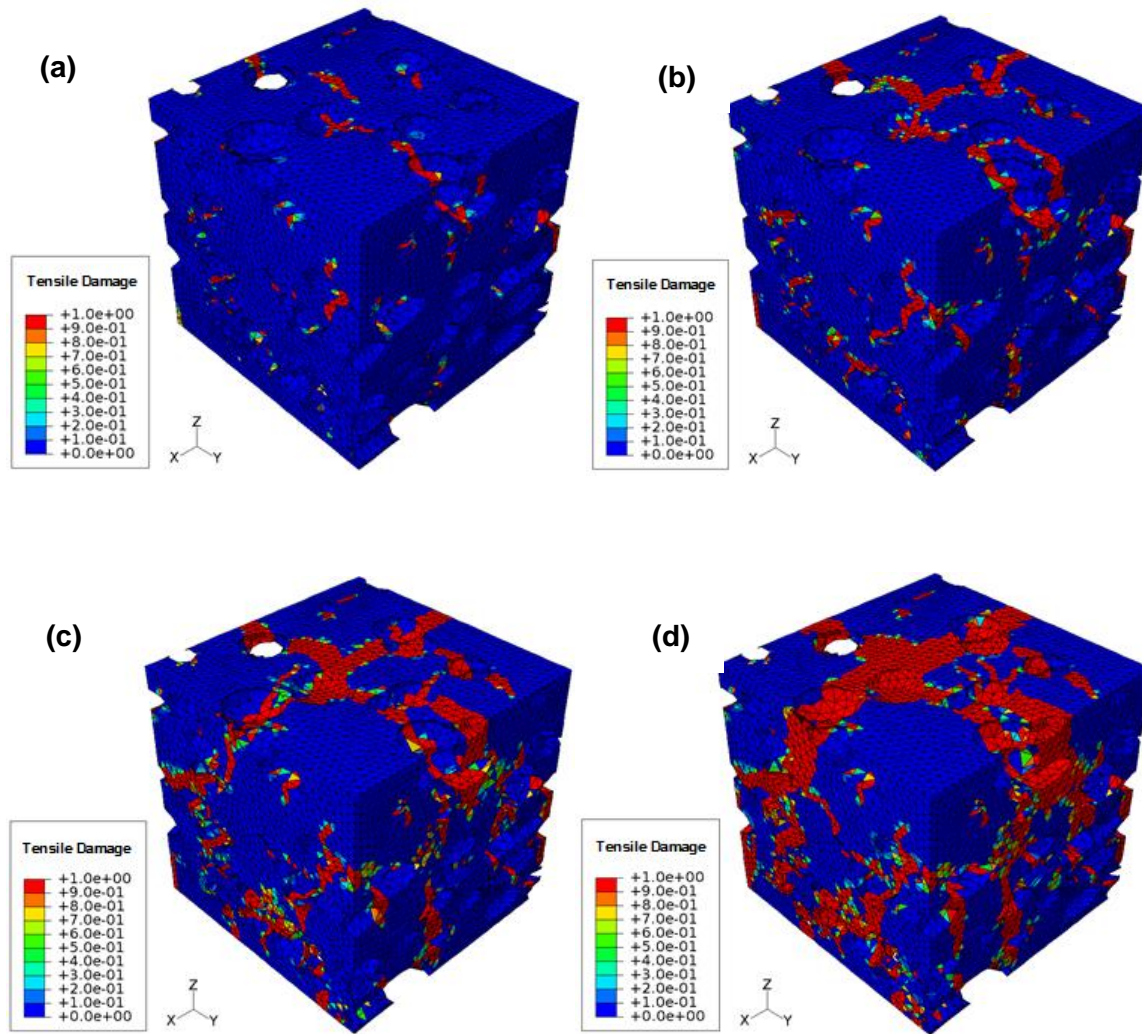 (a)
Tensile Damage
+1.0e+00
+9.0e-01
+8.0e-01
+7.0e-01
+6.0e-01
+5.0e-01
+4.0e-01
+3.0e-01
+2.0e-01
+1.0e-01
+0.0e+00
Z
X Y
(b)
Tensile Damage
+1.0e+00
+9.0e-01
+8.0e-01
+7.0e-01
+6.0e-01
+5.0e-01
+4.0e-01
+3.0e-01
+2.0e-01
+1.0e-01
+0.0e+00
Z
X Y
(c)
Tensile Damage
+1.0e+00
+9.0e-01
+8.0e-01
+7.0e-01
+6.0e-01
+5.0e-01
+4.0e-01
+3.0e-01
+2.0e-01
+1.0e-01
+0.0e+00
Z
X Y
(d)
Tensile Damage
+1.0e+00
+9.0e-01
+8.0e-01
+7.0e-01
+6.0e-01
+5.0e-01
+4.0e-01
+3.0e-01
+2.0e-01
+1.0e-01
+0.0e+00
Z
X Y